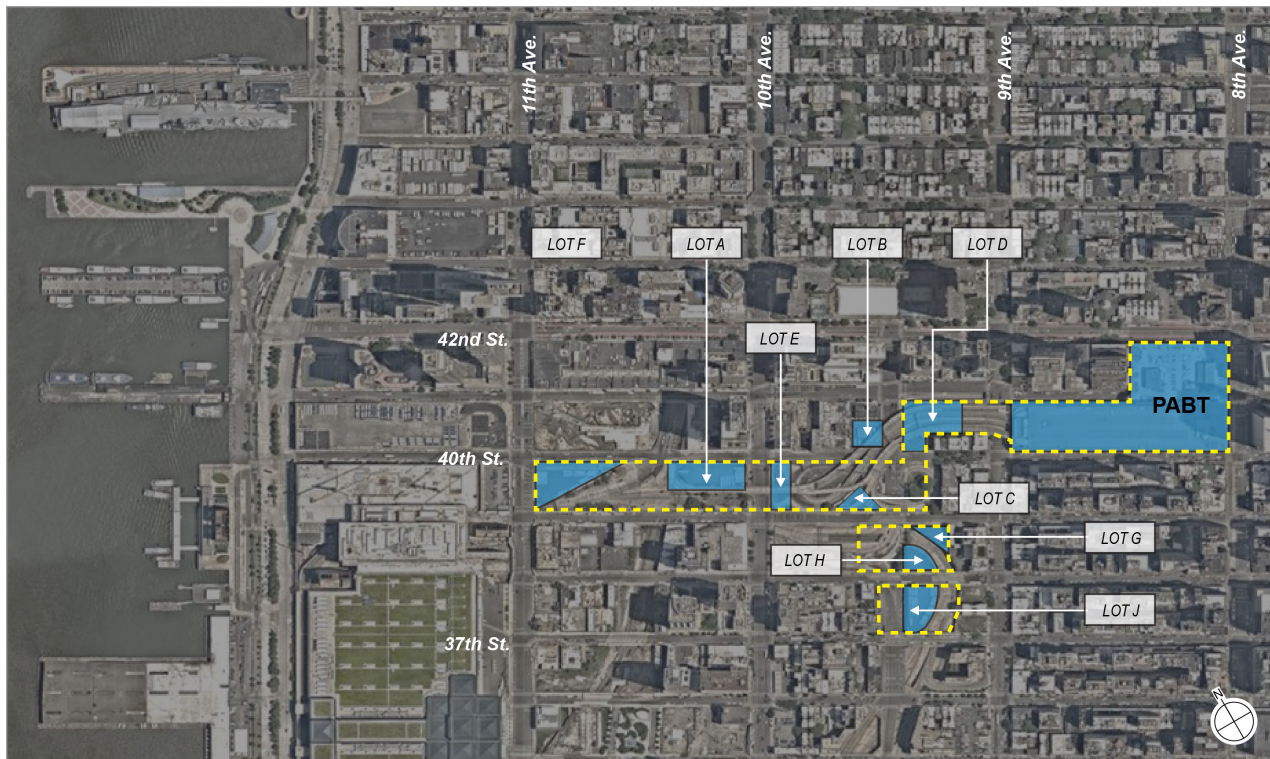 11th Ave.
10th Ave.
9th Ave.
8th Ave.
LOT F
LOT A
LOT B
LOT D
LOT E
42nd St.
PABT
40th St.
LOT C
LOT G
LOT H
LOT J
37th St.
N